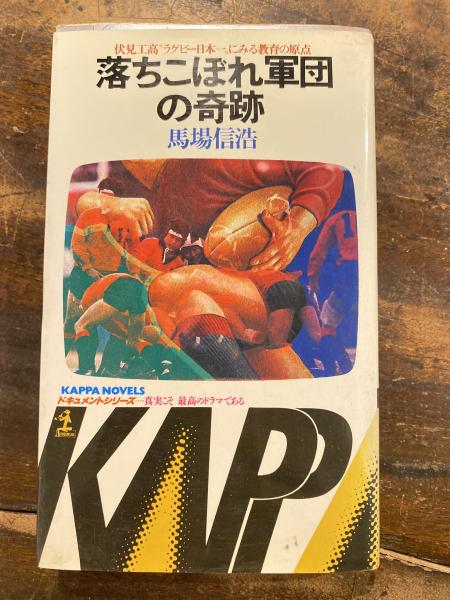 伏見工高“ラグビー日本一”にみる教育の原点
落ちこぼれ軍団
の奇跡
馬場信浩
KAPPA NOVELS
ドキュメントシリーズ…真実こそ 最高のドラマである
KAPP